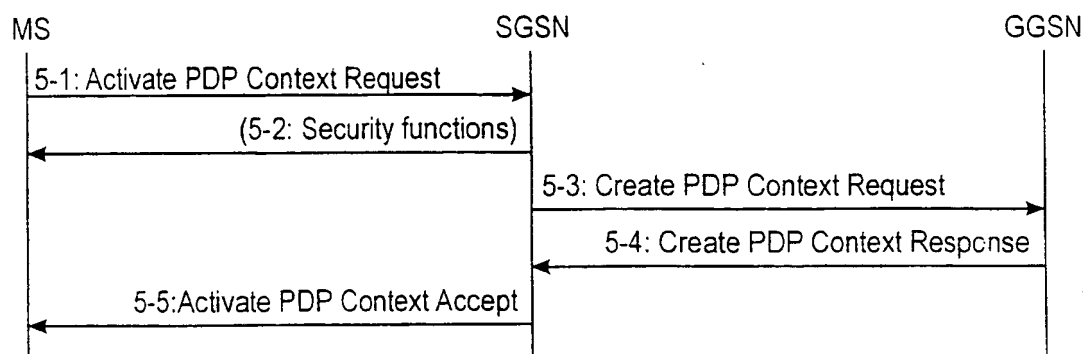 MS SGSN GGSN
5-1: Activate PDP Context Request
(5-2: Security functions)
5-3: Create PDP Context Request
5-4: Create PDP Context Response
5-5:Activate PDP Context Accept